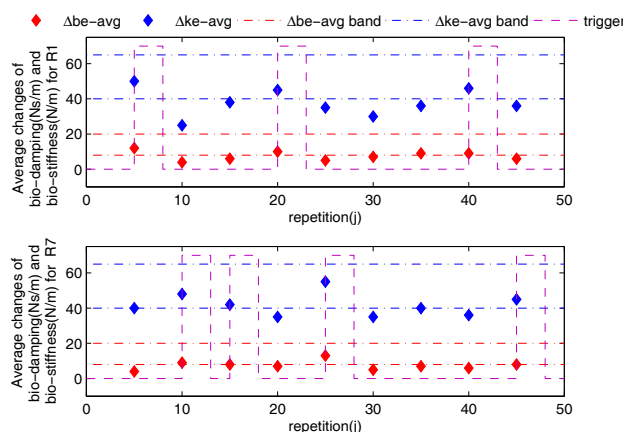 Δbe-avg Δke-avg Δbe-avg band Δke-avg band trigger
Average changes of
bio-damping(Ns/m) and
bio-stiffness(N/m) for R1
60
40
20
0
0 10 20 30 40 50
repetition(j)
Average changes of
bio-damping(Ns/m) and
bio-stiffness(N/m) for R7
60
40
20
0
0 10 20 30 40 50
repetition(j)